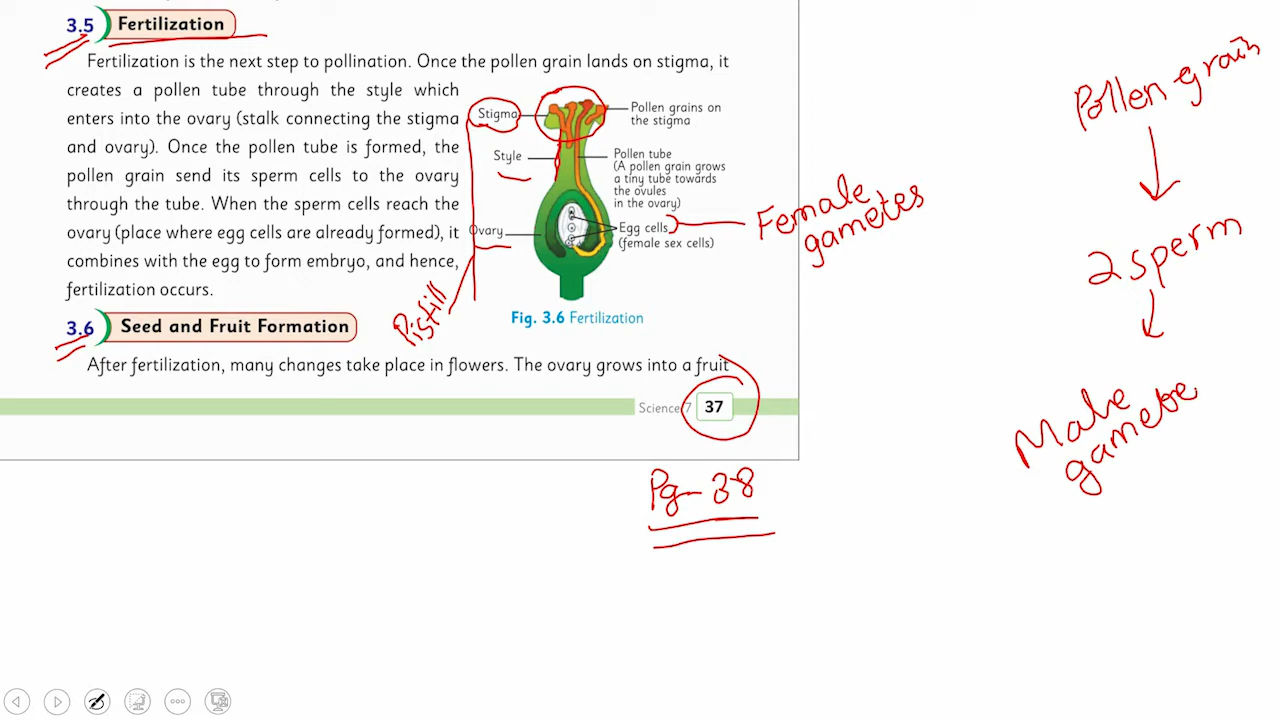 3.5 Fertilization
Fertilization is the next step to pollination. Once the pollen grain lands on stigma, it
creates a pollen tube through the style which
enters into the ovary (stalk connecting the stigma
and ovary). Once the pollen tube is formed, the
pollen grain send its sperm cells to the ovary
through the tube. When the sperm cells reach the
ovary (place where egg cells are already formed), it
combines with the egg to form embryo, and hence,
fertilization occurs.
Stigma
Style
Ovary
Pollen grains on
the stigma
Pollen tube
(A pollen grain grows
a tiny tube towards
the ovules
in the ovary)
Egg cells
(female sex cells)
Fig. 3.6 Fertilization
Pistill
Female
gametes
Pollen grain
2 sperm
Male
gamete
3.6 Seed and Fruit Formation
After fertilization, many changes take place in flowers. The ovary grows into a fruit
Science 7 37
Pg-38